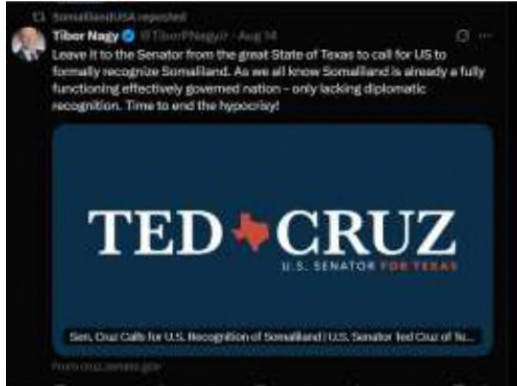 SomalilandUSA reposted
Tibor Nagy @TiborPNagyJr · Aug 14
Leave it to the Senator from the great State of Texas to call for US to
formally recognize Somaliland. As we all know Somaliland is already a fully
functioning effectively governed nation - only lacking diplomatic
recognition. Time to end the hypocrisy!
TED CRUZ
U.S. SENATOR FOR TEXAS
Sen. Cruz Calls for U.S. Recognition of Somaliland | U.S. Senator Ted Cruz of Te...
From cruz.senate.gov